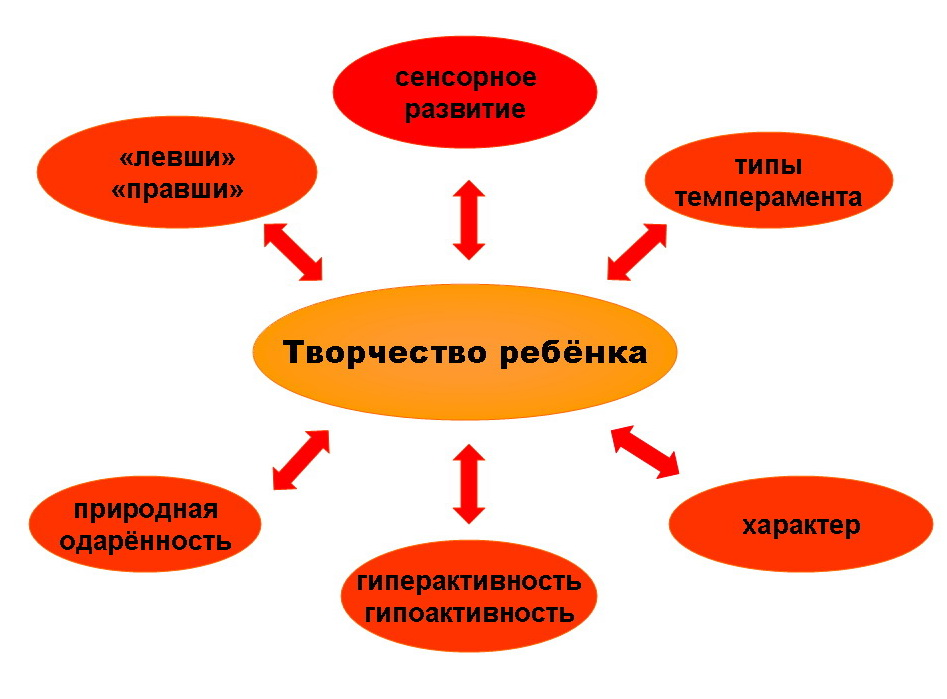 сенсорное
развитие
«левши»
«правши»
типы
темперамента
Творчество ребёнка
природная
одарённость
гиперактивность
гипоактивность
характер